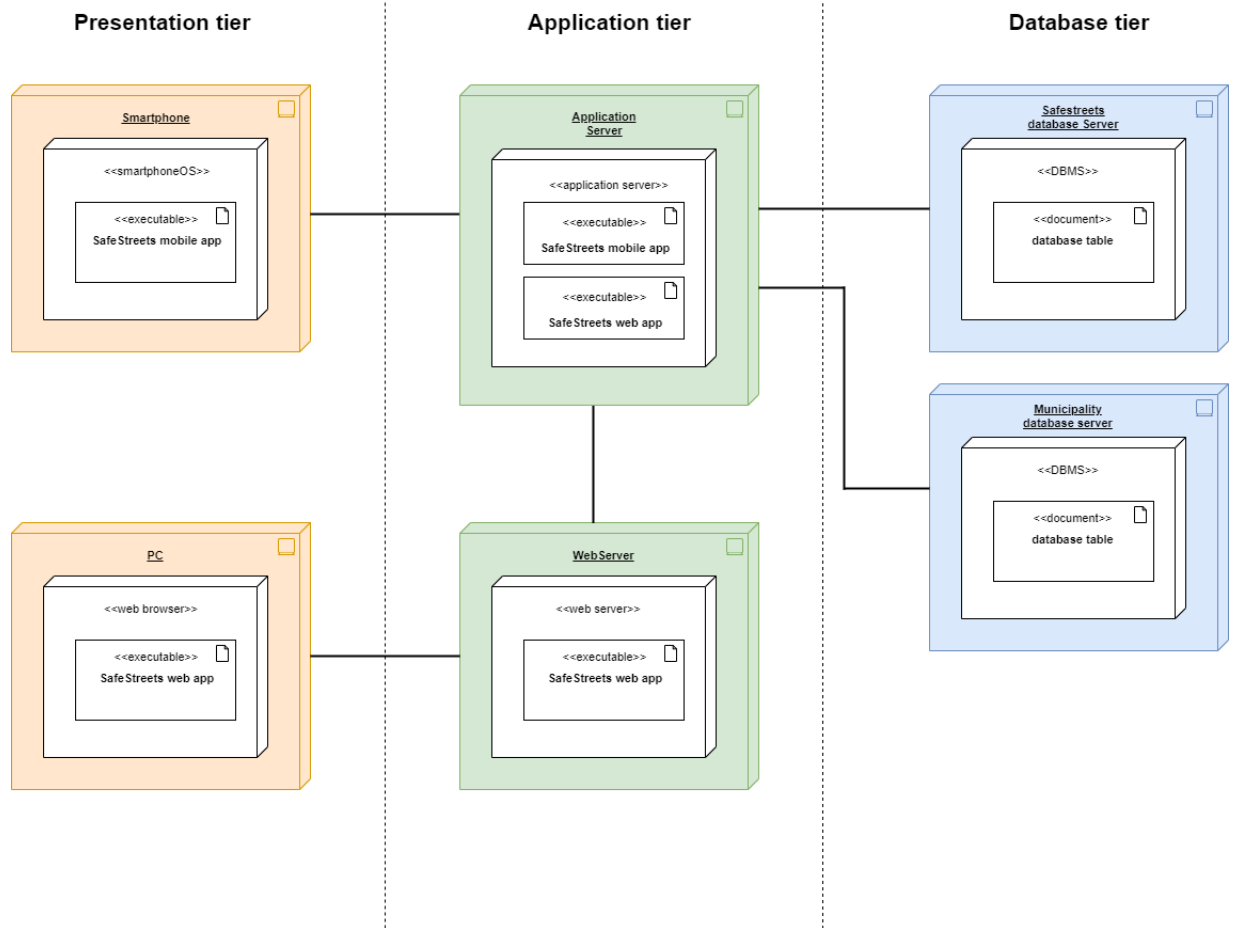 Presentation tier
Application tier
Database tier
Smartphone
<<smartphoneOS>>
<<executable>>
SafeStreets mobile app
Application
Server
<<application server>>
<<executable>>
SafeStreets mobile app
<<executable>>
SafeStreets web app
Safestreets
database Server
<<DBMS>>
<<document>>
database table
Municipality
database server
<<DBMS>>
<<document>>
database table
PC
<<web browser>>
<<executable>>
SafeStreets web app
WebServer
<<web server>>
<<executable>>
SafeStreets web app